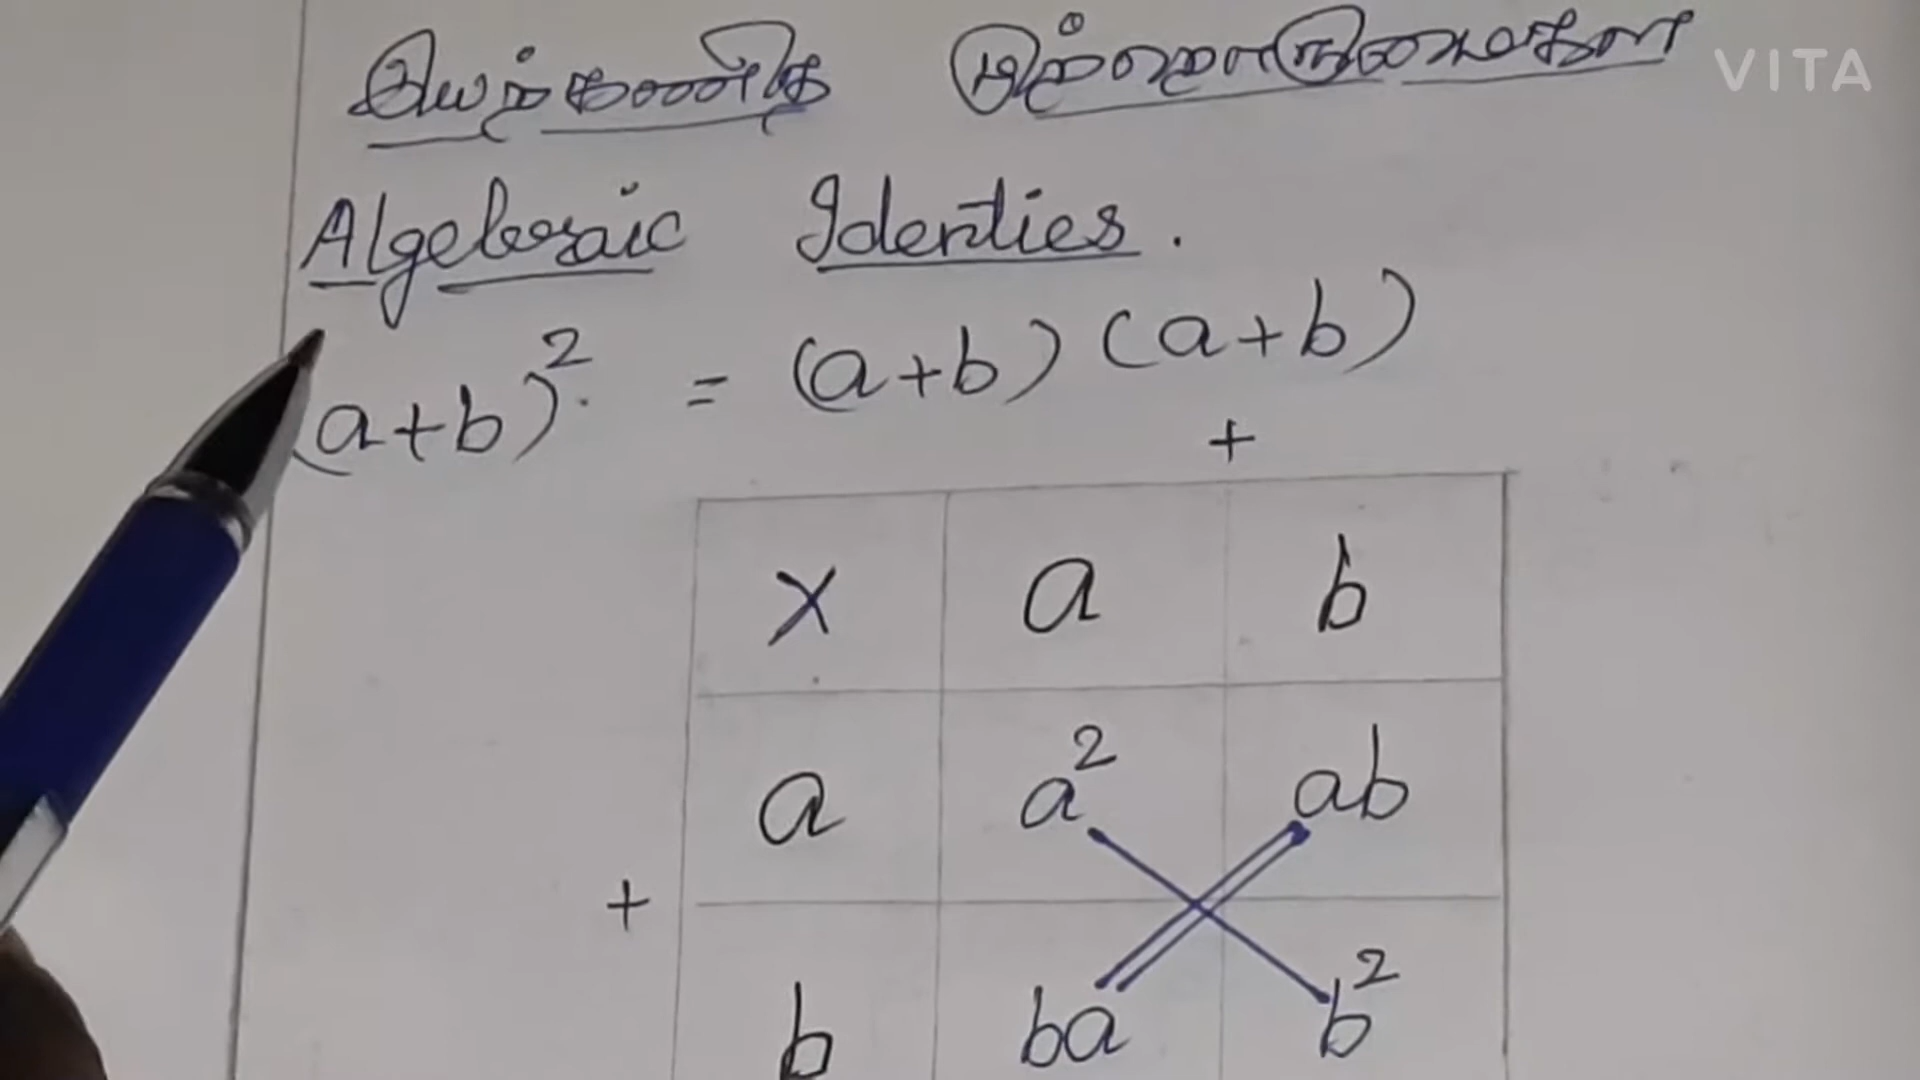 இயற்கணித முற்றொருமைகள்
VITA
Algebraic Identies.
(a+b)² = (a+b) (a+b)
+
x a b
a a² ab
+
b ba b²